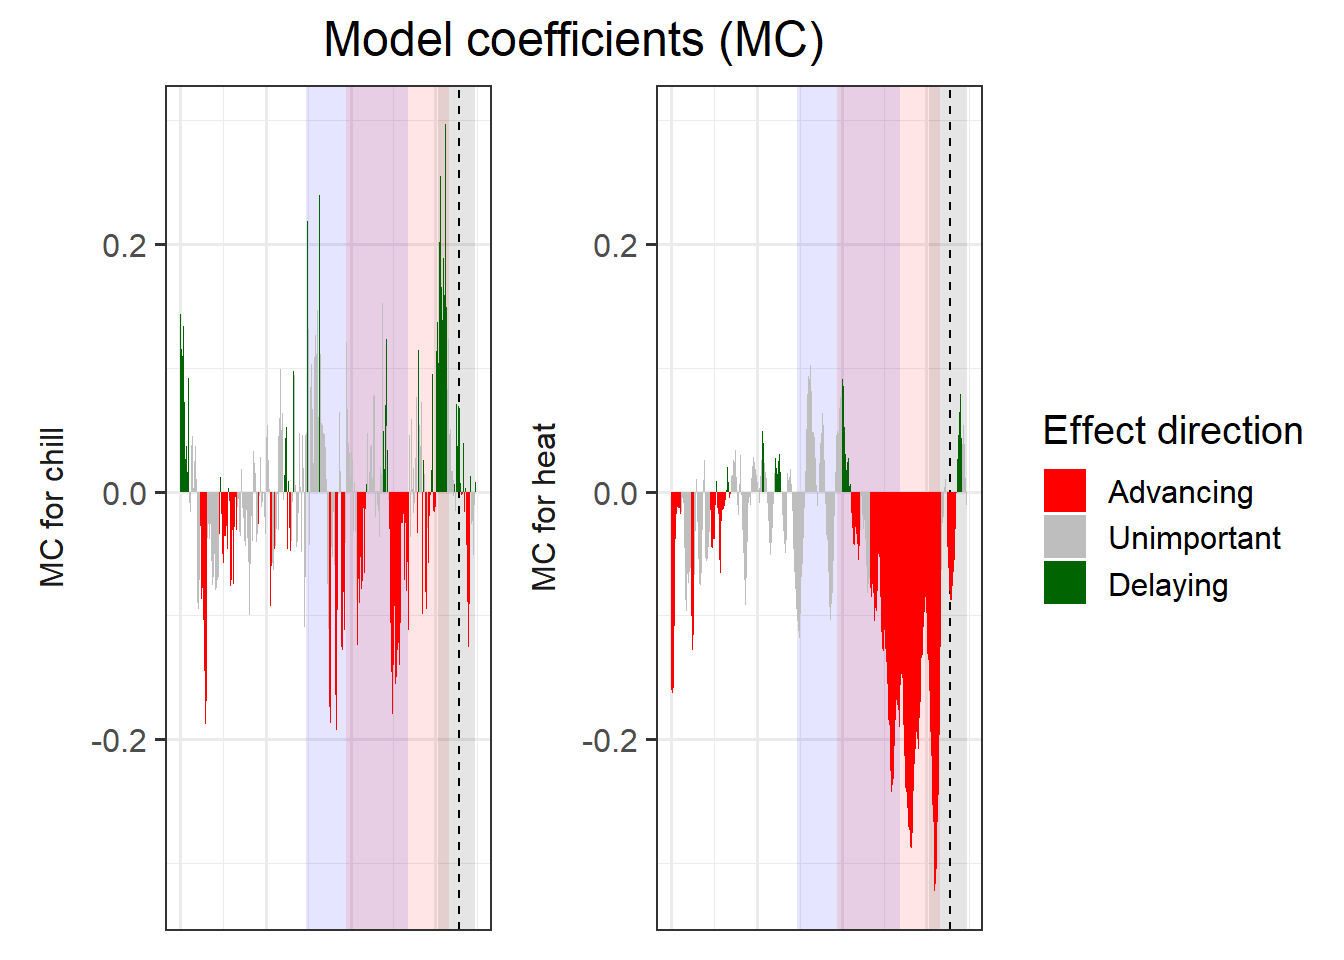 Model coefficients (MC)
MC for chill
0.2
0.0
-0.2
MC for heat
0.2
0.0
-0.2
Effect direction
Advancing
Unimportant
Delaying